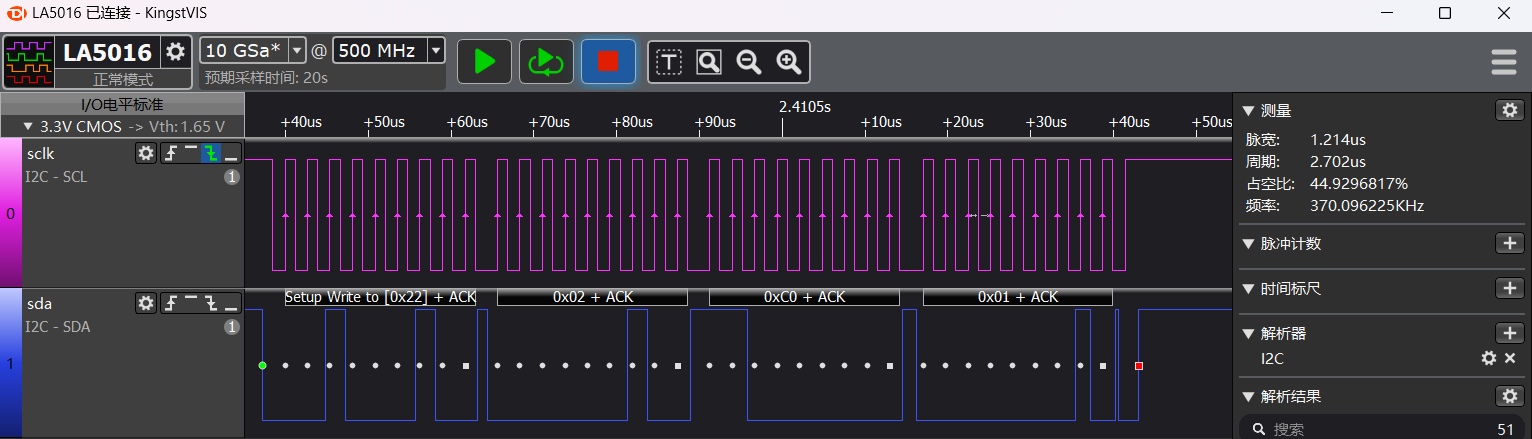 LA5016 已连接 - KingstVIS
LA5016
正常模式
10 GSa* @ 500 MHz
预期采样时间: 20s
I/O电平标准
3.3V CMOS -> Vth: 1.65 V
2.4105s
+40us +50us +60us +70us +80us +90us +10us +20us +30us +40us +50us
0
sclk
I2C - SCL
1
1
sda
I2C - SDA
1
Setup Write to [0x22] + ACK
0x02 + ACK
0xC0 + ACK
0x01 + ACK
测量
脉宽: 1.214us
周期: 2.702us
占空比: 44.9296817%
频率: 370.096225KHz
脉冲计数
时间标尺
解析器
I2C
解析结果
搜索 51